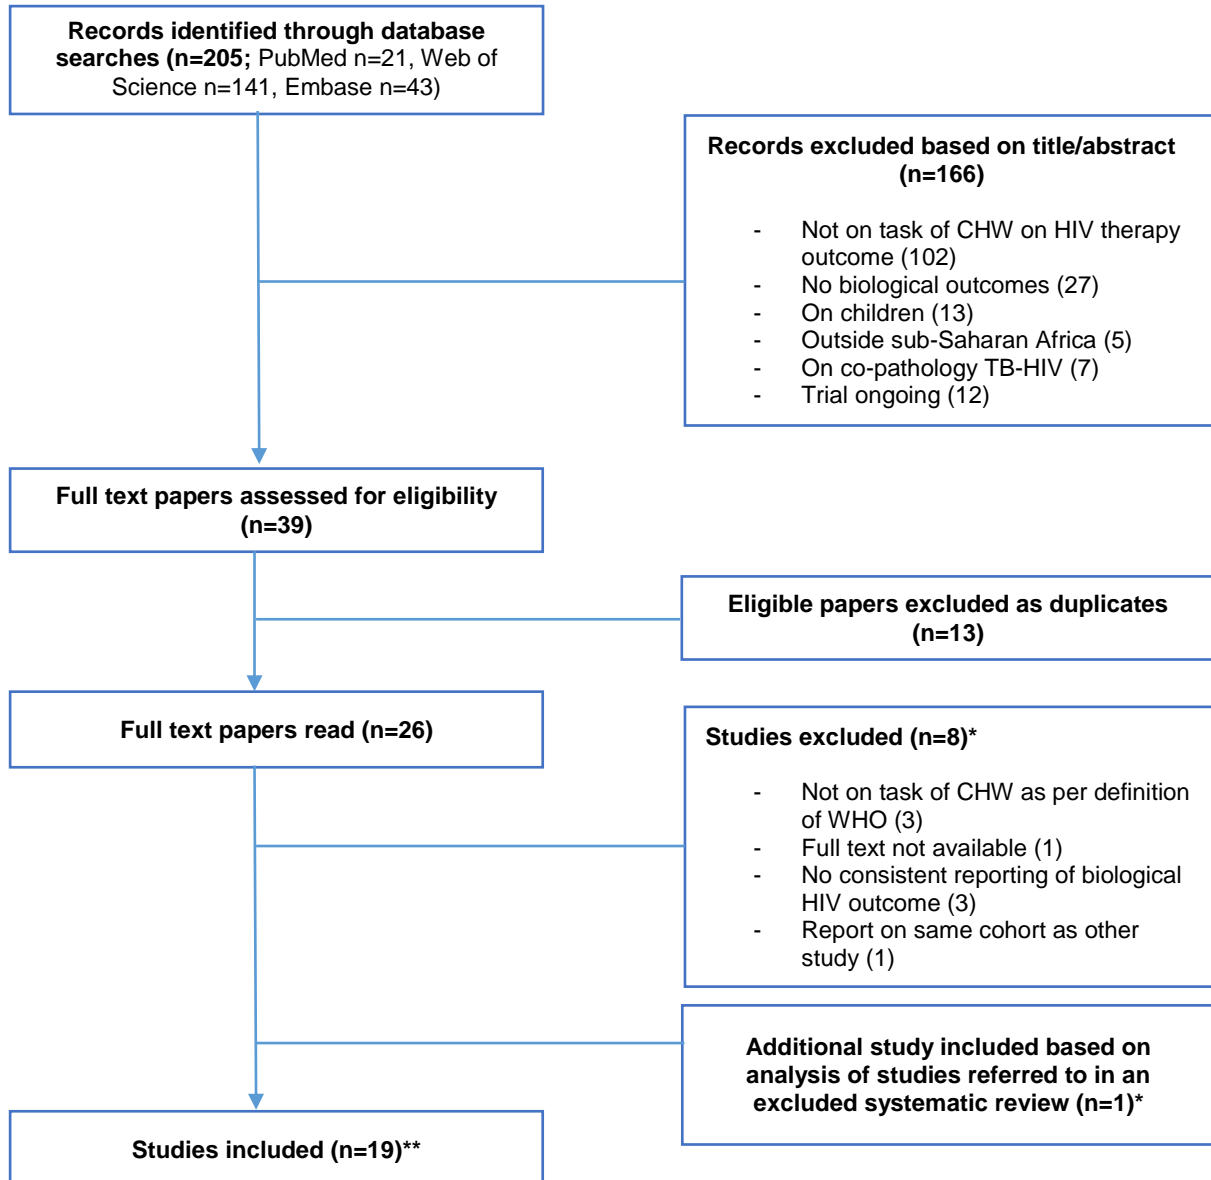 Records identified through database
searches (n=205; PubMed n=21, Web of
Science n=141, Embase n=43)
Records excluded based on title/abstract
(n=166)
- Not on task of CHW on HIV therapy
outcome (102)
- No biological outcomes (27)
- On children (13)
- Outside sub-Saharan Africa (5)
- On co-pathology TB-HIV (7)
- Trial ongoing (12)
Full text papers assessed for eligibility
(n=39)
Eligible papers excluded as duplicates
(n=13)
Full text papers read (n=26)
Studies excluded (n=8)*
- Not on task of CHW as per definition
of WHO (3)
- Full text not available (1)
- No consistent reporting of biological
HIV outcome (3)
- Report on same cohort as other
study (1)
Additional study included based on
analysis of studies referred to in an
excluded systematic review (n=1)*
Studies included (n=19)**